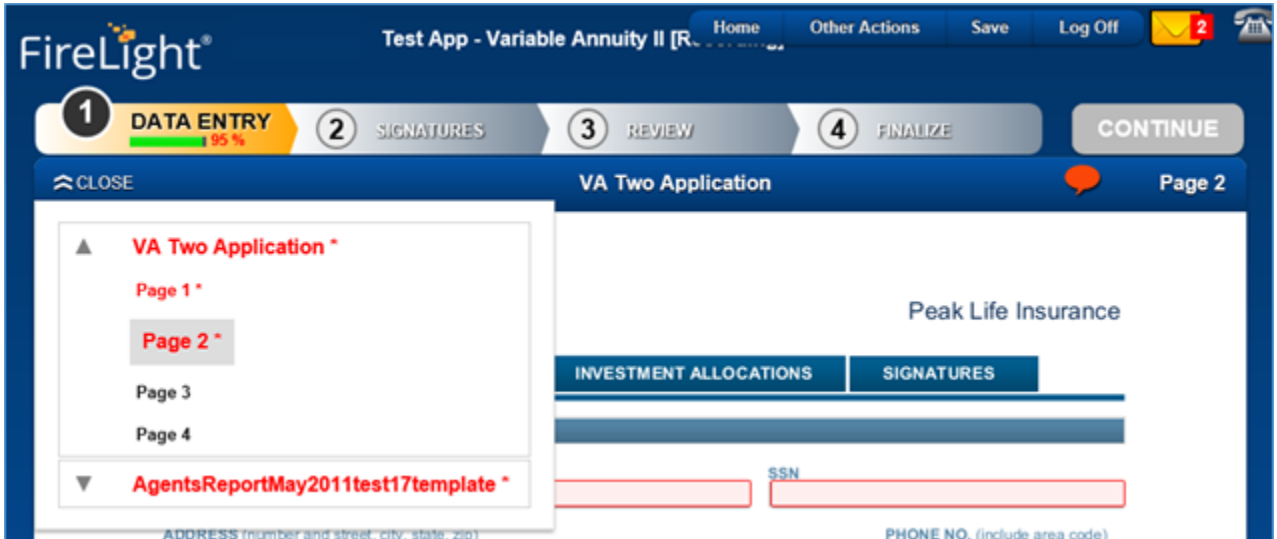 Home Other Actions Save Log Off 2
FireLight®
Test App - Variable Annuity II
1 DATA ENTRY 95 %
2 SIGNATURES
3 REVIEW
4 FINALIZE
CONTINUE
CLOSE VA Two Application Page 2
VA Two Application *
Page 1 *
Page 2 *
Page 3
Page 4
AgentsReportMay2011test17template *
Peak Life Insurance
INVESTMENT ALLOCATIONS SIGNATURES
SSN
ADDRESS (number and street, city, state, zip) PHONE NO. (include area code)